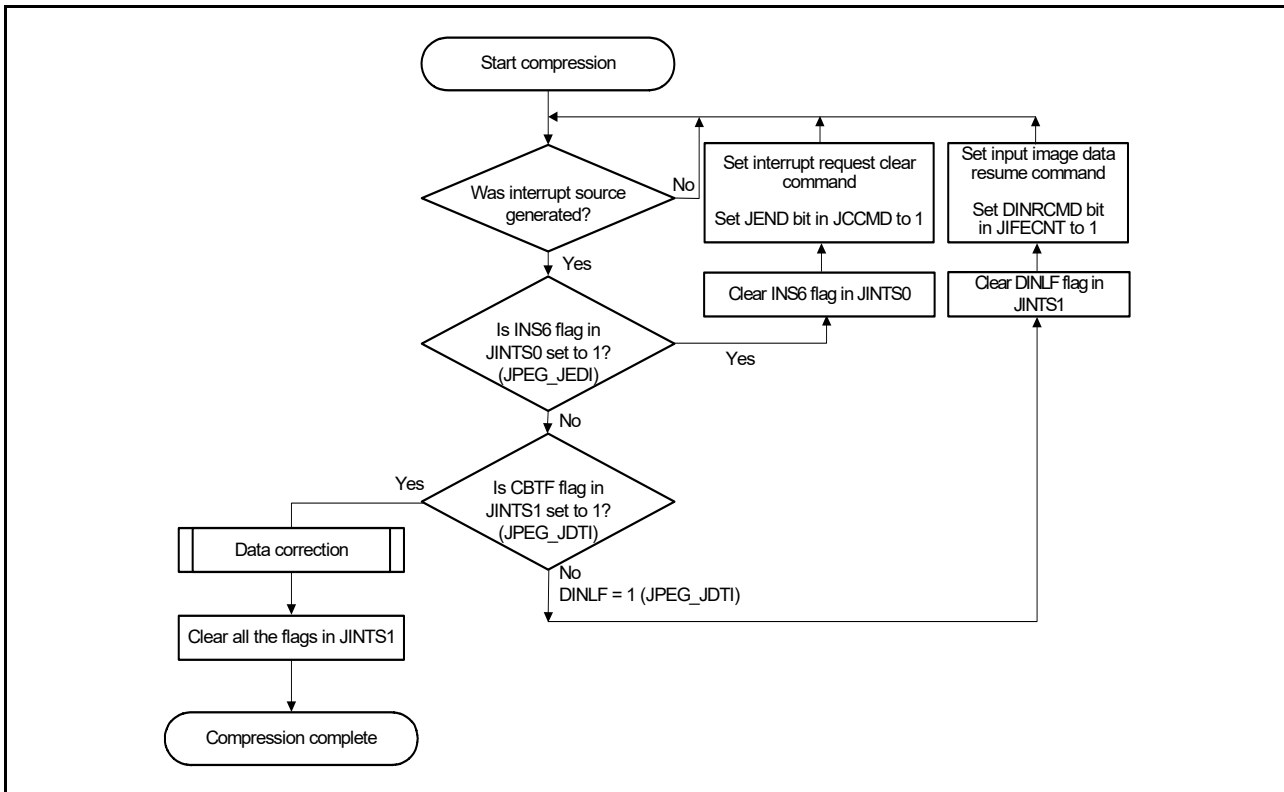 Start compression
Was interrupt source
generated?
No
Yes
Set interrupt request clear
command
Set JEND bit in JCCMD to 1
Set input image data
resume command
Set DINRCMD bit
in JIFECNT to 1
Clear INS6 flag in JINTS0
Clear DINLF flag in
JINTS1
Is INS6 flag in
JINTS0 set to 1?
(JPEG_JEDI)
Yes
No
Is CBTF flag in
JINTS1 set to 1?
(JPEG_JDTI)
Yes
No
DINLF = 1 (JPEG_JDTI)
Data correction
Clear all the flags in JINTS1
Compression complete